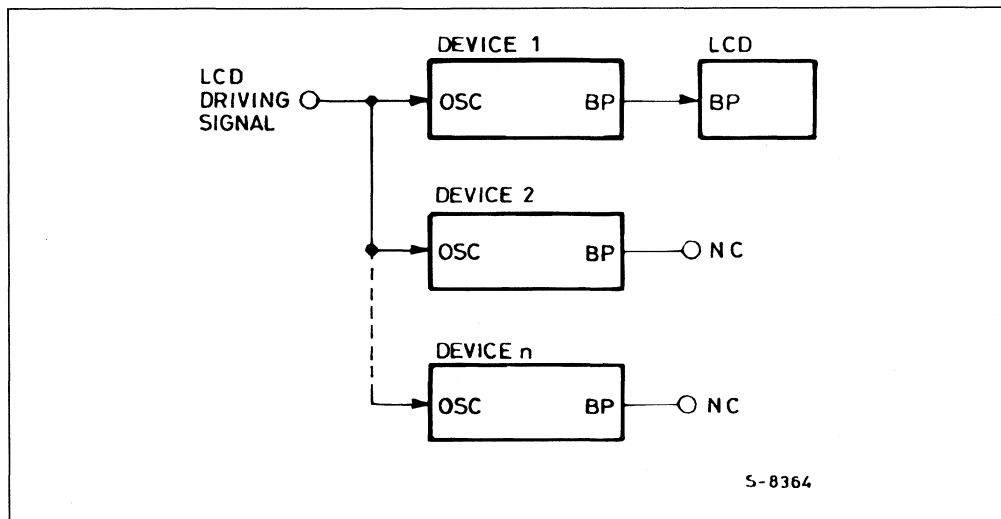 DEVICE 1
LCD
LCD
DRIVING
SIGNAL
OSC
BP
BP
DEVICE 2
OSC
BP
NC
DEVICE n
OSC
BP
NC
S-8364